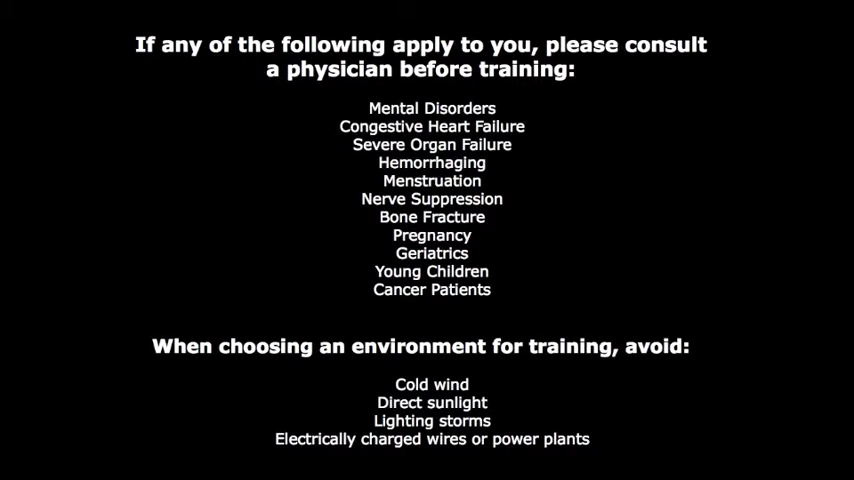 If any of the following apply to you, please consult
a physician before training:
Mental Disorders
Congestive Heart Failure
Severe Organ Failure
Hemorrhaging
Menstruation
Nerve Suppression
Bone Fracture
Pregnancy
Geriatrics
Young Children
Cancer Patients
When choosing an environment for training, avoid:
Cold wind
Direct sunlight
Lighting storms
Electrically charged wires or power plants